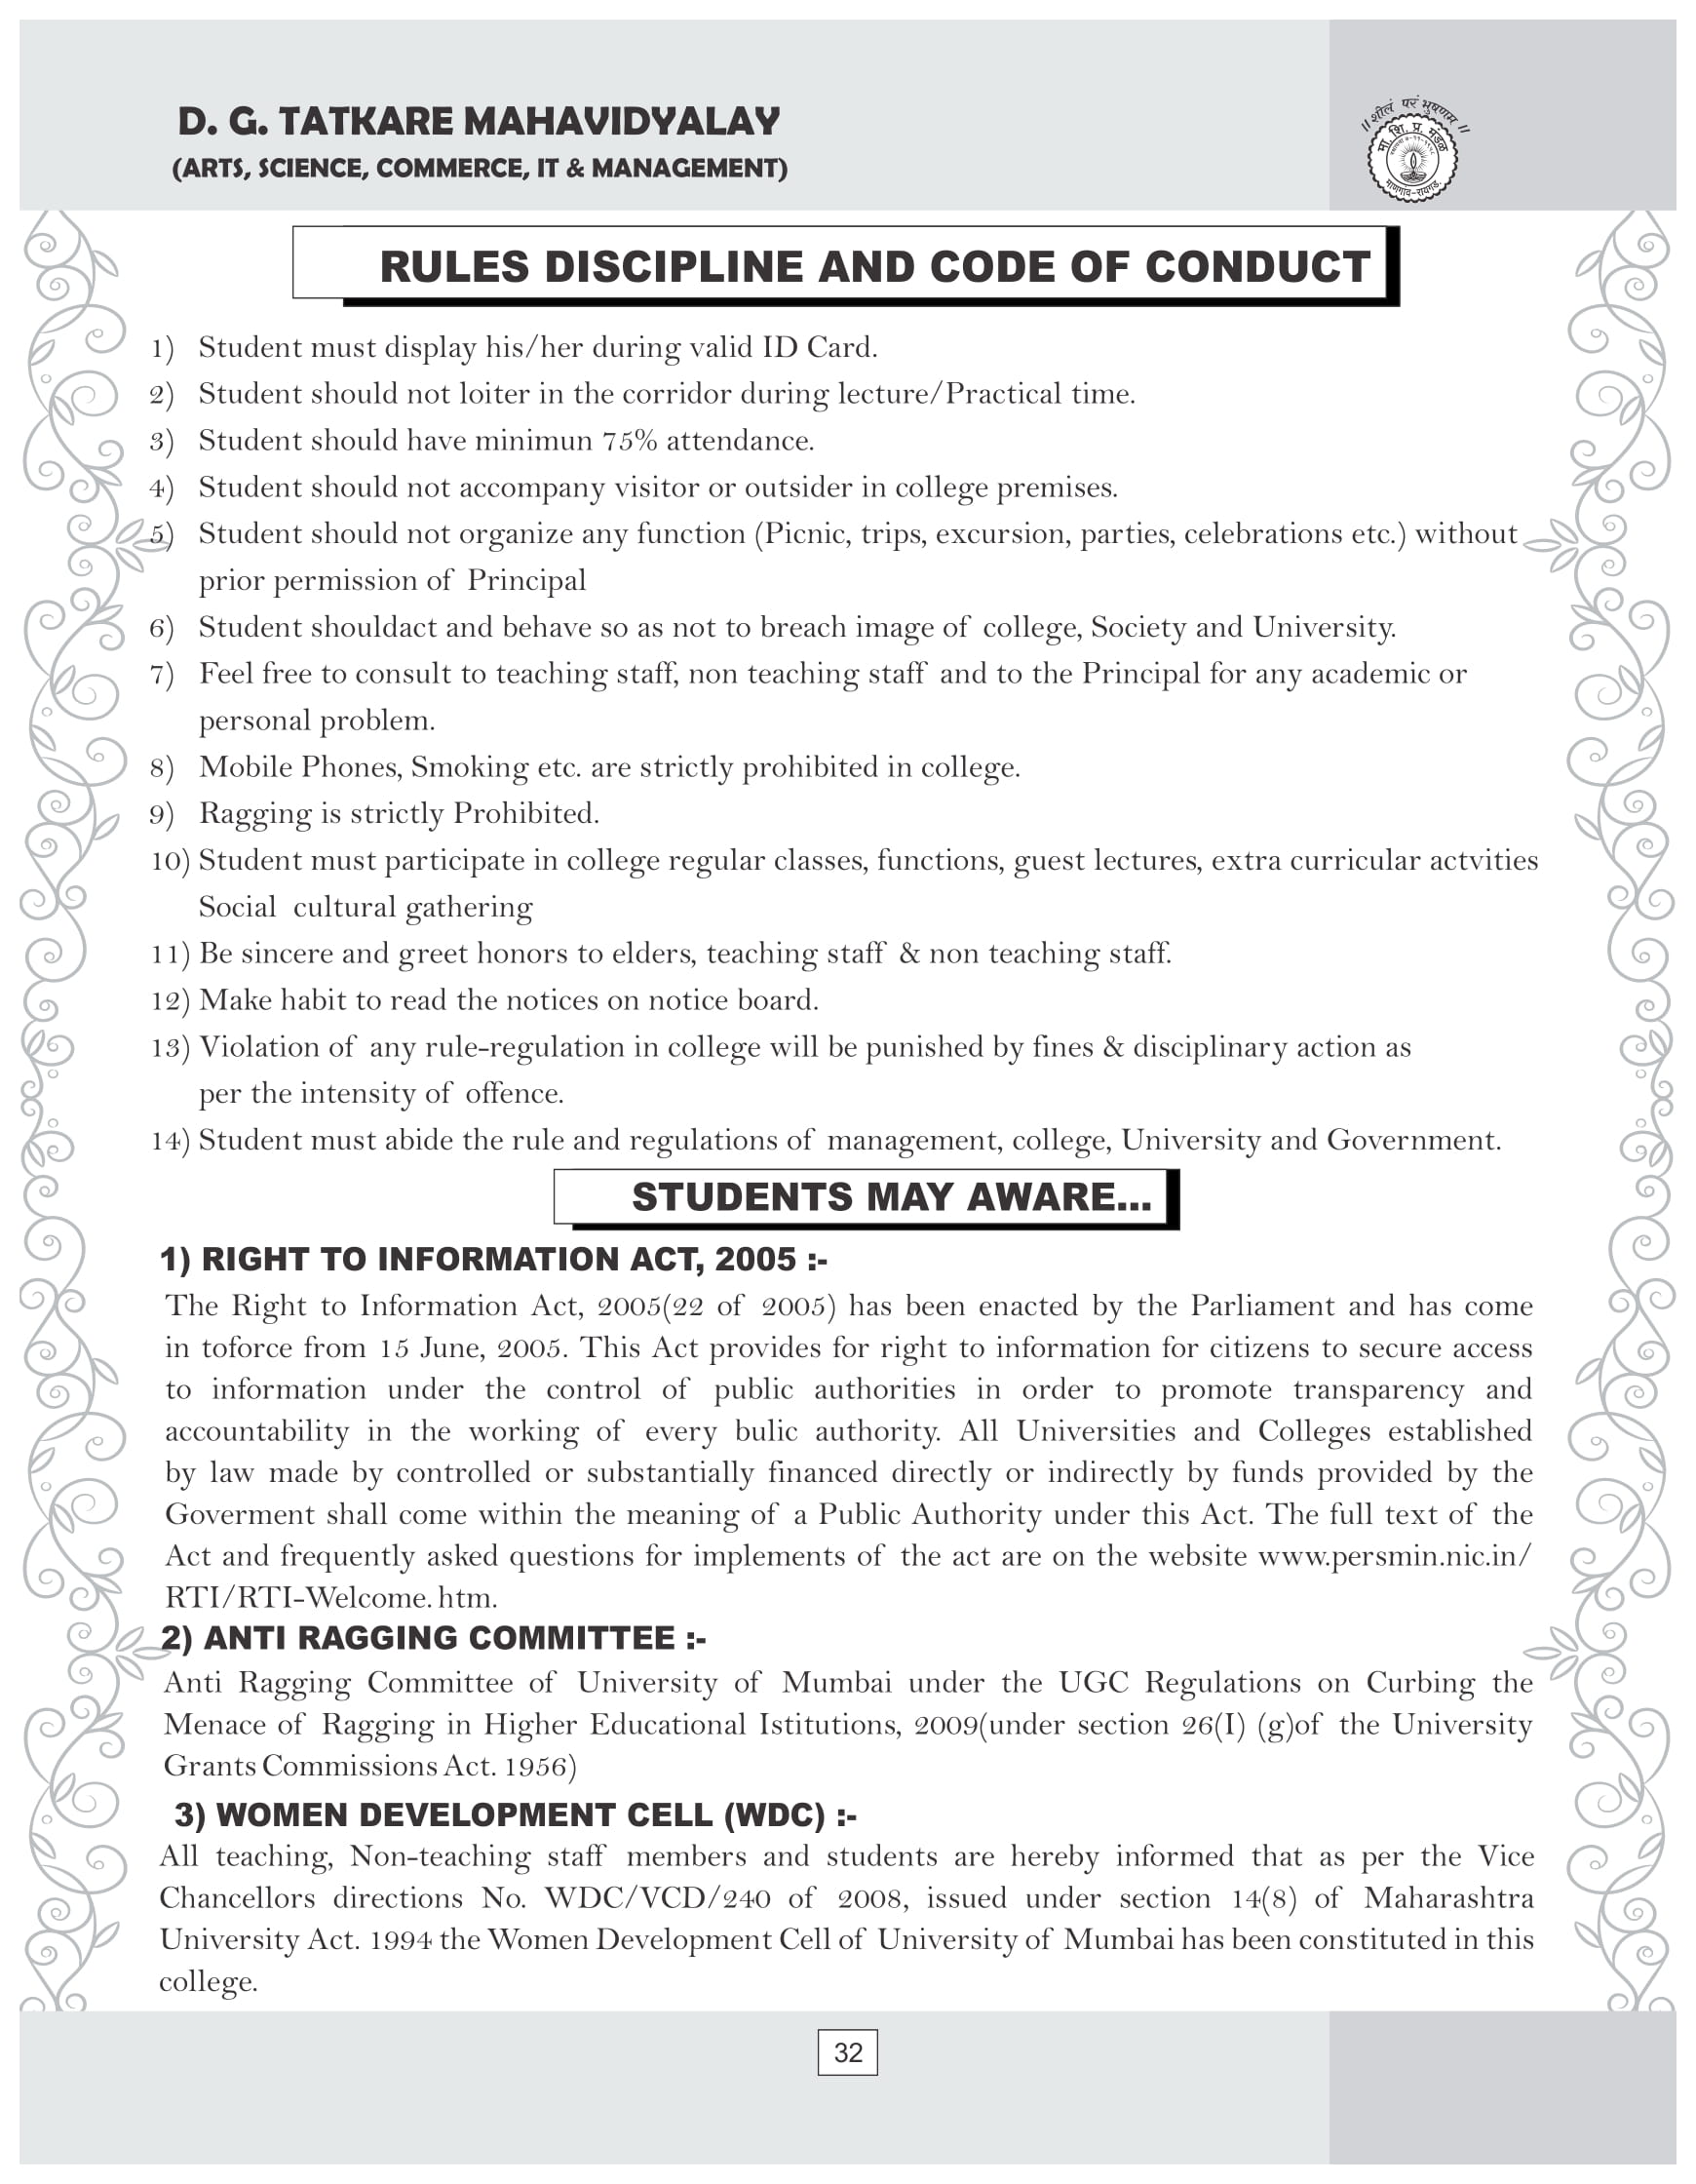 D. G. TATKARE MAHAVIDYALAY
(ARTS, SCIENCE, COMMERCE, IT & MANAGEMENT)
॥ शीलं परं भुषणम ॥
मा. शि. प्र. मंडळ
माणगाव-रायगड.
RULES DISCIPLINE AND CODE OF CONDUCT
1) Student must display his/her during valid ID Card.
2) Student should not loiter in the corridor during lecture/Practical time.
3) Student should have minimun 75% attendance.
4) Student should not accompany visitor or outsider in college premises.
5) Student should not organize any function (Picnic, trips, excursion, parties, celebrations etc.) without
prior permission of Principal
6) Student shouldact and behave so as not to breach image of college, Society and University.
7) Feel free to consult to teaching staff, non teaching staff and to the Principal for any academic or
personal problem.
8) Mobile Phones, Smoking etc. are strictly prohibited in college.
9) Ragging is strictly Prohibited.
10) Student must participate in college regular classes, functions, guest lectures, extra curricular actvities
Social cultural gathering
11) Be sincere and greet honors to elders, teaching staff & non teaching staff.
12) Make habit to read the notices on notice board.
13) Violation of any rule-regulation in college will be punished by fines & disciplinary action as
per the intensity of offence.
14) Student must abide the rule and regulations of management, college, University and Government.
STUDENTS MAY AWARE...
1) RIGHT TO INFORMATION ACT, 2005 :-
The Right to Information Act, 2005(22 of 2005) has been enacted by the Parliament and has come
in toforce from 15 June, 2005. This Act provides for right to information for citizens to secure access
to information under the control of public authorities in order to promote transparency and
accountability in the working of every bulic authority. All Universities and Colleges established
by law made by controlled or substantially financed directly or indirectly by funds provided by the
Goverment shall come within the meaning of a Public Authority under this Act. The full text of the
Act and frequently asked questions for implements of the act are on the website www.persmin.nic.in/
RTI/RTI-Welcome.htm.
2) ANTI RAGGING COMMITTEE :-
Anti Ragging Committee of University of Mumbai under the UGC Regulations on Curbing the
Menace of Ragging in Higher Educational Istitutions, 2009(under section 26(I) (g)of the University
Grants Commissions Act. 1956)
3) WOMEN DEVELOPMENT CELL (WDC) :-
All teaching, Non-teaching staff members and students are hereby informed that as per the Vice
Chancellors directions No. WDC/VCD/240 of 2008, issued under section 14(8) of Maharashtra
University Act. 1994 the Women Development Cell of University of Mumbai has been constituted in this
college.
32